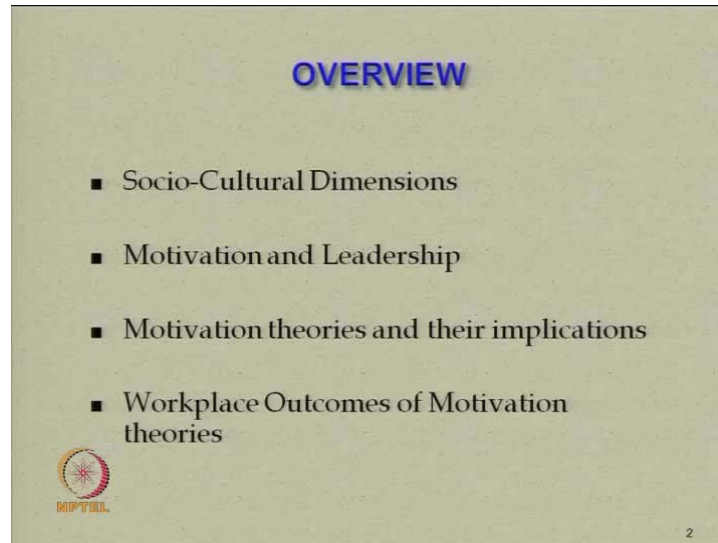 OVERVIEW
▪ Socio-Cultural Dimensions
▪ Motivation and Leadership
▪ Motivation theories and their implications
▪ Workplace Outcomes of Motivation
theories
NPTEL
2